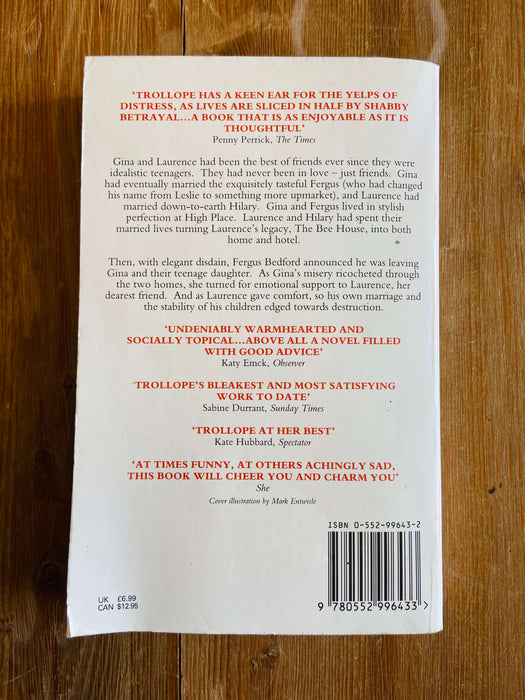 ‘TROLLOPE HAS A KEEN EAR FOR THE YELPS OF
DISTRESS, AS LIVES ARE SLICED IN HALF BY SHABBY
BETRAYAL...A BOOK THAT IS AS ENJOYABLE AS IT IS
THOUGHTFUL’
Penny Perrick, The Times
Gina and Laurence had been the best of friends ever since they were
idealistic teenagers. They had never been in love – just friends. Gina
had eventually married the exquisitely tasteful Fergus (who had changed
his name from Leslie to something more upmarket), and Laurence had
married down-to-earth Hilary. Gina and Fergus lived in stylish
perfection at High Place. Laurence and Hilary had spent their
married lives turning Laurence's legacy, The Bee House, into both
home and hotel.
Then, with elegant disdain, Fergus Bedford announced he was leaving
Gina and their teenage daughter. As Gina's misery ricocheted through
the two homes, she turned for emotional support to Laurence, her
dearest friend. And as Laurence gave comfort, so his own marriage and
the stability of his children edged towards destruction.
‘UNDENIABLY WARMHEARTED AND
SOCIALLY TOPICAL...ABOVE ALL A NOVEL FILLED
WITH GOOD ADVICE’
Katy Emck, Observer
‘TROLLOPE'S BLEAKEST AND MOST SATISFYING
WORK TO DATE’
Sabine Durrant, Sunday Times
‘TROLLOPE AT HER BEST’
Kate Hubbard, Spectator
‘AT TIMES FUNNY, AT OTHERS ACHINGLY SAD,
THIS BOOK WILL CHEER YOU AND CHARM YOU’
She
Cover illustration by Mark Entwisle
ISBN 0-552-99643-2
UK £6.99
CAN $12.95
9 780552 996433 >